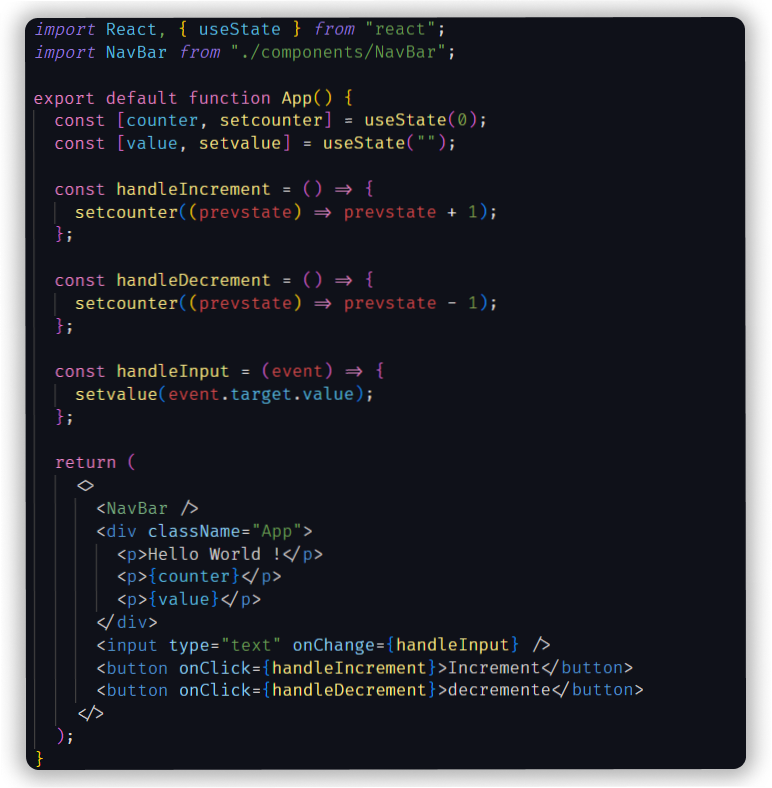 import React, { useState } from "react";
import NavBar from "./components/NavBar";

export default function App() {
  const [counter, setcounter] = useState(0);
  const [value, setvalue] = useState("");

  const handleIncrement = () => {
    setcounter((prevstate) => prevstate + 1);
  };

  const handleDecrement = () => {
    setcounter((prevstate) => prevstate - 1);
  };

  const handleInput = (event) => {
    setvalue(event.target.value);
  };

  return (
    <>
      <NavBar />
      <div className="App">
        <p>Hello World !</p>
        <p>{counter}</p>
        <p>{value}</p>
      </div>
      <input type="text" onChange={handleInput} />
      <button onClick={handleIncrement}>Increment</button>
      <button onClick={handleDecrement}>decremente</button>
    </>
  );
}